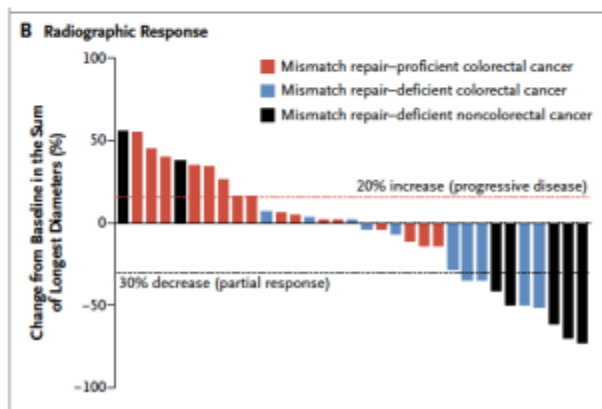 B Radiographic Response
100
50
0
−50
−100
Change from Baseline in the Sum
of Longest Diameters (%)
Mismatch repair–proficient colorectal cancer
Mismatch repair–deficient colorectal cancer
Mismatch repair–deficient noncolorectal cancer
20% increase (progressive disease)
30% decrease (partial response)